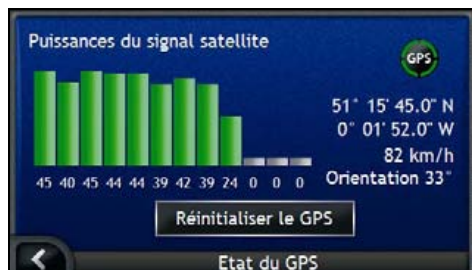 Puissances du signal satellite
GPS
51° 15' 45.0" N
0° 01' 52.0" W
82 km/h
45 40 45 44 44 39 42 39 24 0 0 0
Orientation 33°
Réinitialiser le GPS
Etat du GPS